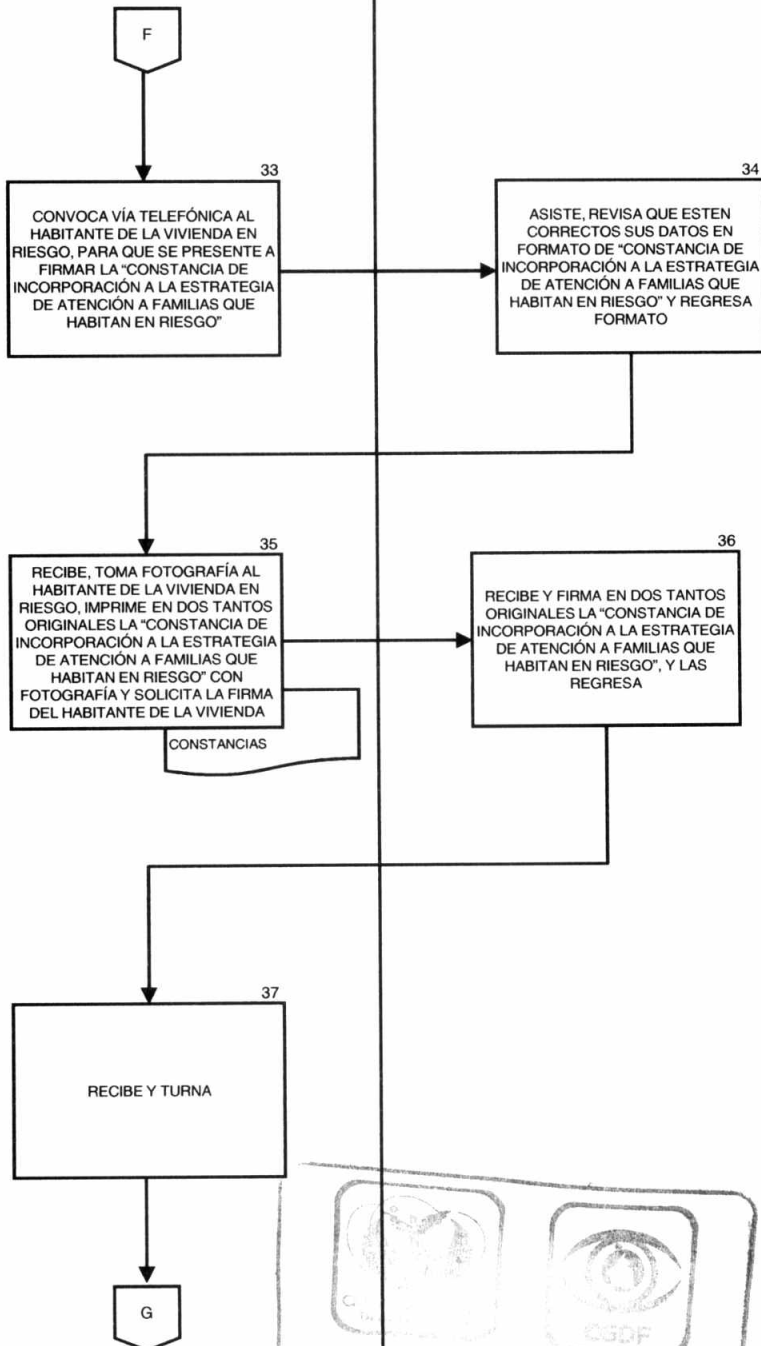 F
33
CONVOCA VÍA TELEFÓNICA AL
HABITANTE DE LA VIVIENDA EN
RIESGO, PARA QUE SE PRESENTE A
FIRMAR LA “CONSTANCIA DE
INCORPORACIÓN A LA ESTRATEGIA
DE ATENCIÓN A FAMILIAS QUE
HABITAN EN RIESGO”
34
ASISTE, REVISA QUE ESTEN
CORRECTOS SUS DATOS EN
FORMATO DE “CONSTANCIA DE
INCORPORACIÓN A LA ESTRATEGIA
DE ATENCIÓN A FAMILIAS QUE
HABITAN EN RIESGO” Y REGRESA
FORMATO
35
RECIBE, TOMA FOTOGRAFÍA AL
HABITANTE DE LA VIVIENDA EN
RIESGO, IMPRIME EN DOS TANTOS
ORIGINALES LA “CONSTANCIA DE
INCORPORACIÓN A LA ESTRATEGIA
DE ATENCIÓN A FAMILIAS QUE
HABITAN EN RIESGO” CON
FOTOGRAFÍA Y SOLICITA LA FIRMA
DEL HABITANTE DE LA VIVIENDA
CONSTANCIAS
36
RECIBE Y FIRMA EN DOS TANTOS
ORIGINALES LA “CONSTANCIA DE
INCORPORACIÓN A LA ESTRATEGIA
DE ATENCIÓN A FAMILIAS QUE
HABITAN EN RIESGO”, Y LAS
REGRESA
37
RECIBE Y TURNA
G
CGDF